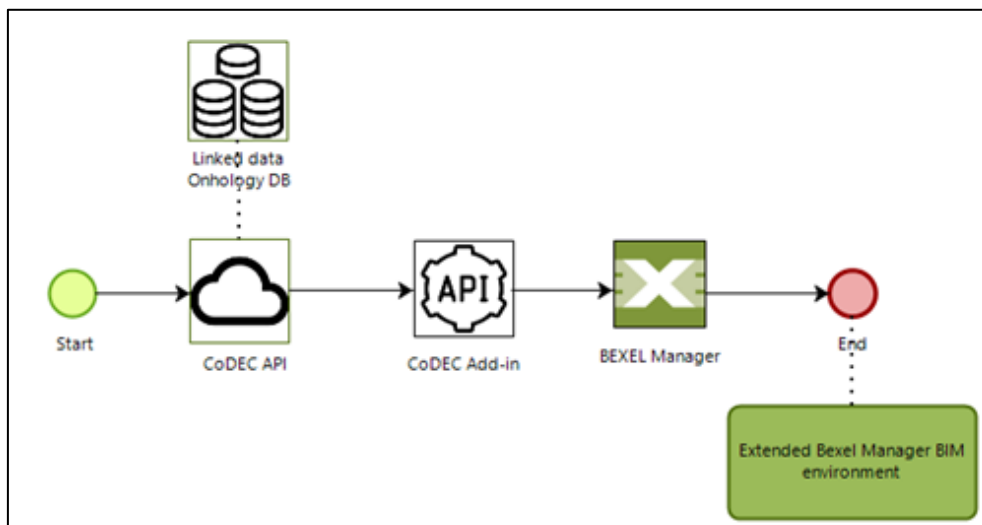 Linked data
Onhology DB
API
Start
CoDEC API
CoDEC Add-in
BEXEL Manager
End
Extended Bexel Manager BIM
environment